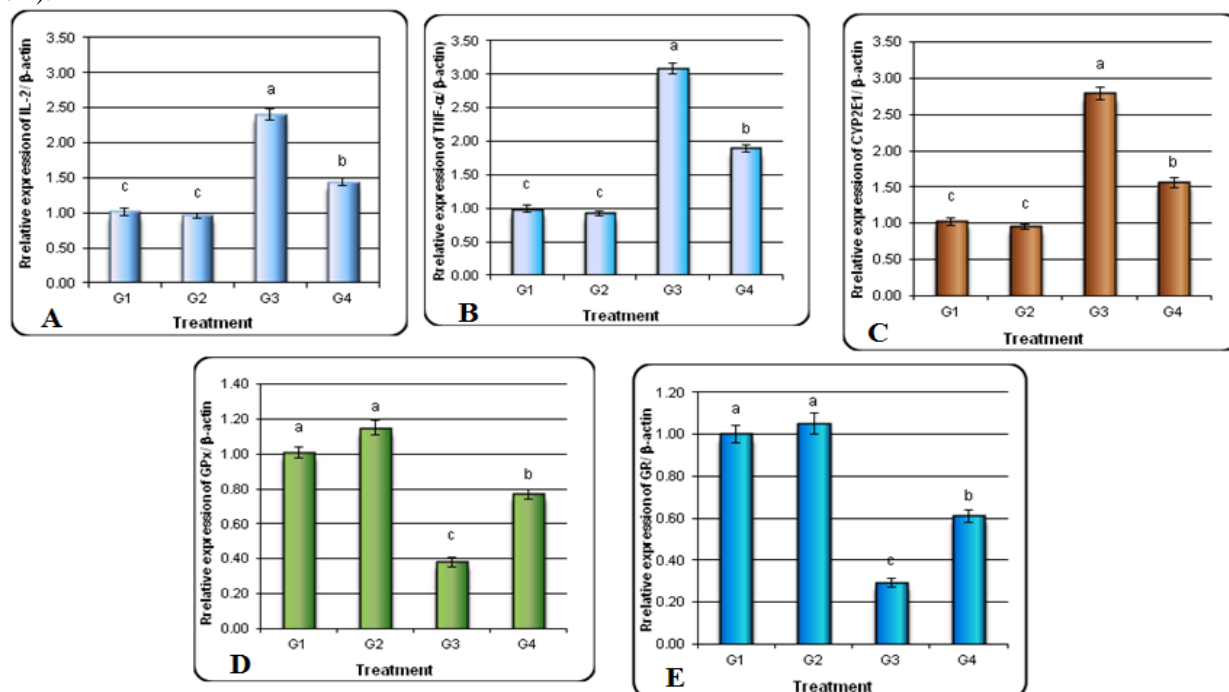 Rrelative expression of IL-2/ β-actin
3.50
3.00
2.50
2.00
1.50
1.00
0.50
0.00
c
c
a
b
G1 G2 G3 G4
Treatment
A
Rrelative expression of TNF-α/ β-actin)
3.50
3.00
2.50
2.00
1.50
1.00
0.50
0.00
c
c
a
b
G1 G2 G3 G4
Treatment
B
Rrelative expression of CYP2E1/ β-actin
3.50
3.00
2.50
2.00
1.50
1.00
0.50
0.00
c
c
a
b
G1 G2 G3 G4
Treatment
C
Rrelative expression of GPx/ β-actin
1.40
1.20
1.00
0.80
0.60
0.40
0.20
0.00
a
a
c
b
G1 G2 G3 G4
Treatment
D
Rrelative expression of GR/ β-actin
1.20
1.00
0.80
0.60
0.40
0.20
0.00
a
a
c
b
G1 G2 G3 G4
Treatment
E